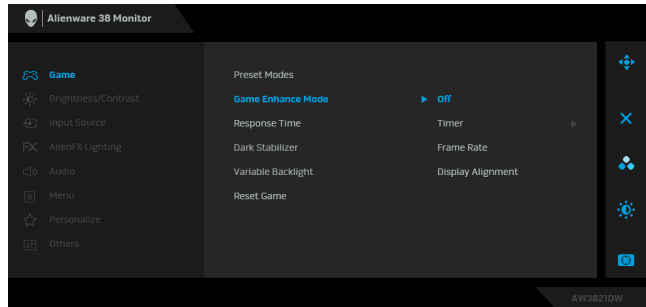 Alienware 38 Monitor
Game
Brightness/Contrast
Input Source
AlienFX Lighting
Audio
Menu
Personalize
Others
Preset Modes
Game Enhance Mode
Response Time
Dark Stabilizer
Variable Backlight
Reset Game
Off
Timer
Frame Rate
Display Alignment
AW3821DW